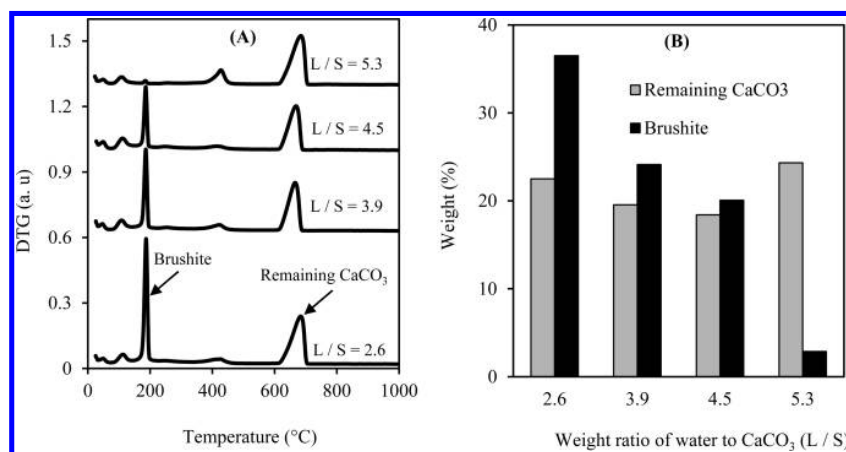 (A)
1.5
1.2
0.9
0.6
0.3
0
DTG (a. u)
L / S = 5.3
L / S = 4.5
L / S = 3.9
Brushite
Remaining CaCO₃
L / S = 2.6
0
200
400
600
800
1000
Temperature (°C)
(B)
40
30
20
10
0
Weight (%)
Remaining CaCO3
Brushite
2.6
3.9
4.5
5.3
Weight ratio of water to CaCO₃ (L / S)